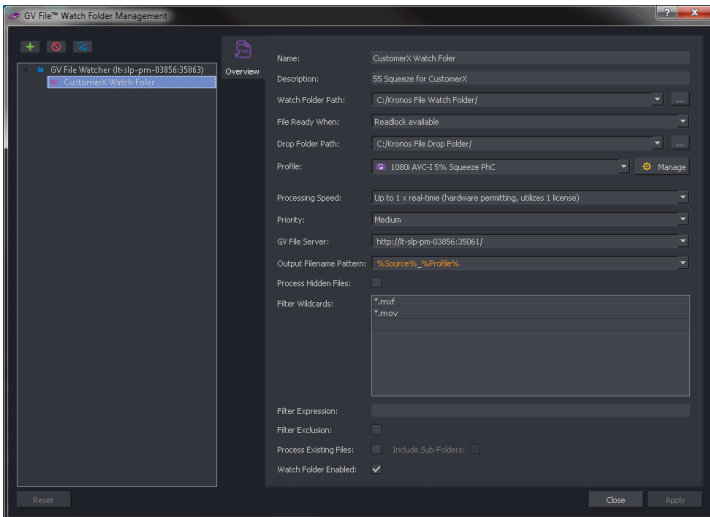 GV File™ Watch Folder Management
GV File Watcher (lt-slp-pm-03856:35063)
CustomerX Watch Foler
Overview
Name: CustomerX Watch Folder
Description: 55 Squeeze for CustomerX
Watch Folder Path: C:/Kronos File Watch Folder/ ...
File Ready When: Readlock available
Drop Folder Path: C:/Kronos File Drop Folder/ ...
Profile: 1080i AVC-I 5% Squeeze PhC Manage
Processing Speed: Up to 1 x real-time (hardware permitting, utilizes 1 license)
Priority: Medium
GV File Server: http://lt-slp-pm-03856:35061/
Output Filename Pattern: %Source%_%Profile%
Process Hidden Files:
Filter Wildcards: *.mxf
*.mov
Filter Expression:
Filter Exclusion:
Process Existing Files: Include Sub-Folders:
Watch Folder Enabled:
Reset Close Apply